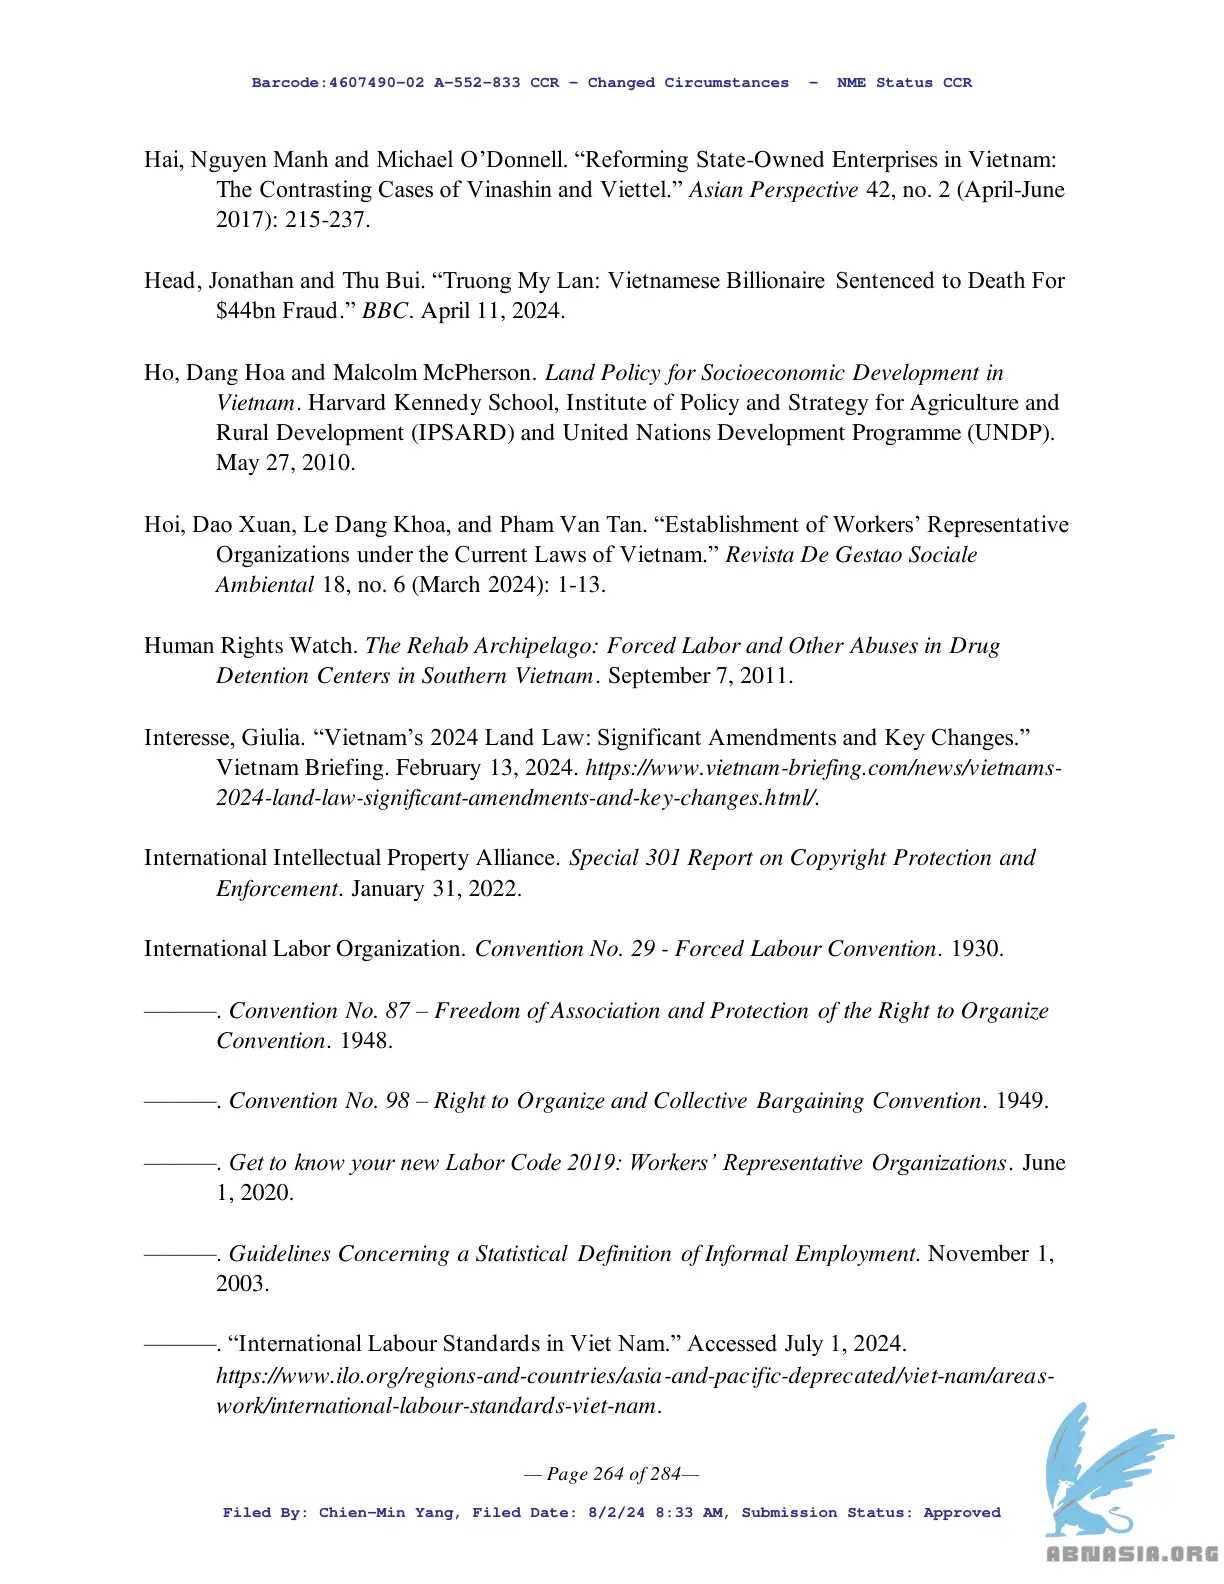 Barcode:4607490-02 A-552-833 CCR - Changed Circumstances - NME Status CCR
Hai, Nguyen Manh and Michael O’Donnell. “Reforming State-Owned Enterprises in Vietnam:
The Contrasting Cases of Vinashin and Viettel.” Asian Perspective 42, no. 2 (April-June
2017): 215-237.
Head, Jonathan and Thu Bui. “Truong My Lan: Vietnamese Billionaire Sentenced to Death For
$44bn Fraud.” BBC. April 11, 2024.
Ho, Dang Hoa and Malcolm McPherson. Land Policy for Socioeconomic Development in
Vietnam. Harvard Kennedy School, Institute of Policy and Strategy for Agriculture and
Rural Development (IPSARD) and United Nations Development Programme (UNDP).
May 27, 2010.
Hoi, Dao Xuan, Le Dang Khoa, and Pham Van Tan. “Establishment of Workers’ Representative
Organizations under the Current Laws of Vietnam.” Revista De Gestao Sociale
Ambiental 18, no. 6 (March 2024): 1-13.
Human Rights Watch. The Rehab Archipelago: Forced Labor and Other Abuses in Drug
Detention Centers in Southern Vietnam. September 7, 2011.
Interesse, Giulia. “Vietnam’s 2024 Land Law: Significant Amendments and Key Changes.”
Vietnam Briefing. February 13, 2024. https://www.vietnam-briefing.com/news/vietnams-
2024-land-law-significant-amendments-and-key-changes.html/.
International Intellectual Property Alliance. Special 301 Report on Copyright Protection and
Enforcement. January 31, 2022.
International Labor Organization. Convention No. 29 - Forced Labour Convention. 1930.
———. Convention No. 87 – Freedom of Association and Protection of the Right to Organize
Convention. 1948.
———. Convention No. 98 – Right to Organize and Collective Bargaining Convention. 1949.
———. Get to know your new Labor Code 2019: Workers’ Representative Organizations. June
1, 2020.
———. Guidelines Concerning a Statistical Definition of Informal Employment. November 1,
2003.
———. “International Labour Standards in Viet Nam.” Accessed July 1, 2024.
https://www.ilo.org/regions-and-countries/asia-and-pacific-deprecated/viet-nam/areas-
work/international-labour-standards-viet-nam.
— Page 264 of 284—
Filed By: Chien-Min Yang, Filed Date: 8/2/24 8:33 AM, Submission Status: Approved
ABNASIA.ORG